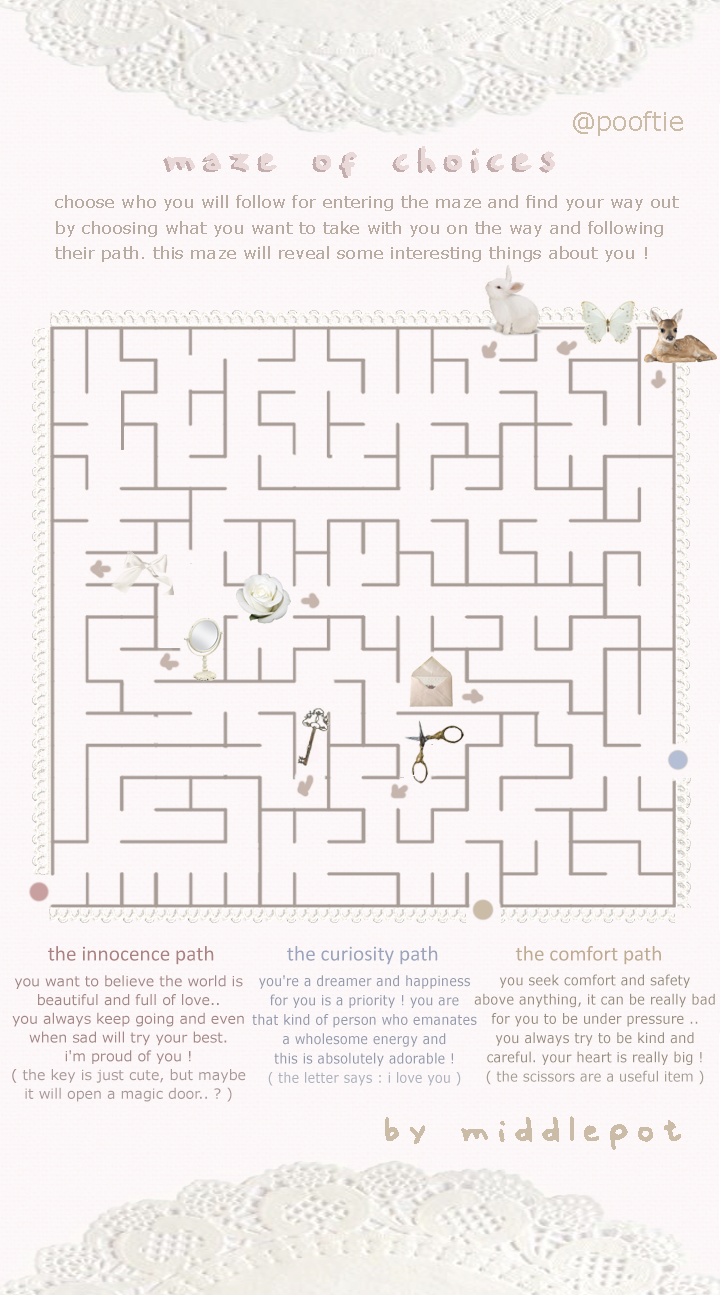 @pooftie
maze of choices
choose who you will follow for entering the maze and find your way out
by choosing what you want to take with you on the way and following
their path. this maze will reveal some interesting things about you !
the innocence path
you want to believe the world is
beautiful and full of love..
you always keep going and even
when sad will try your best.
i'm proud of you !
( the key is just cute, but maybe
it will open a magic door.. ? )
the curiosity path
you're a dreamer and happiness
for you is a priority ! you are
that kind of person who emanates
a wholesome energy and
this is absolutely adorable !
( the letter says : i love you )
the comfort path
you seek comfort and safety
above anything, it can be really bad
for you to be under pressure ..
you always try to be kind and
careful. your heart is really big !
( the scissors are a useful item )
by middlepot